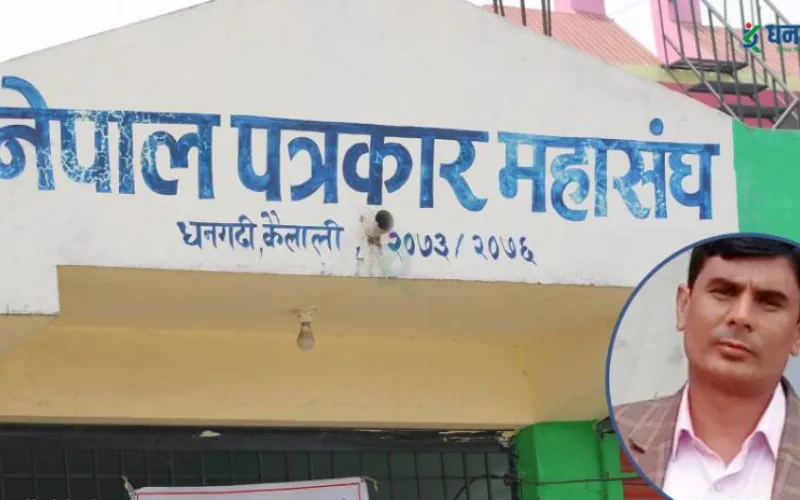 नेपाल पत्रकार महासंघ
धनगढी, कैलाली, २०७३/२०७६